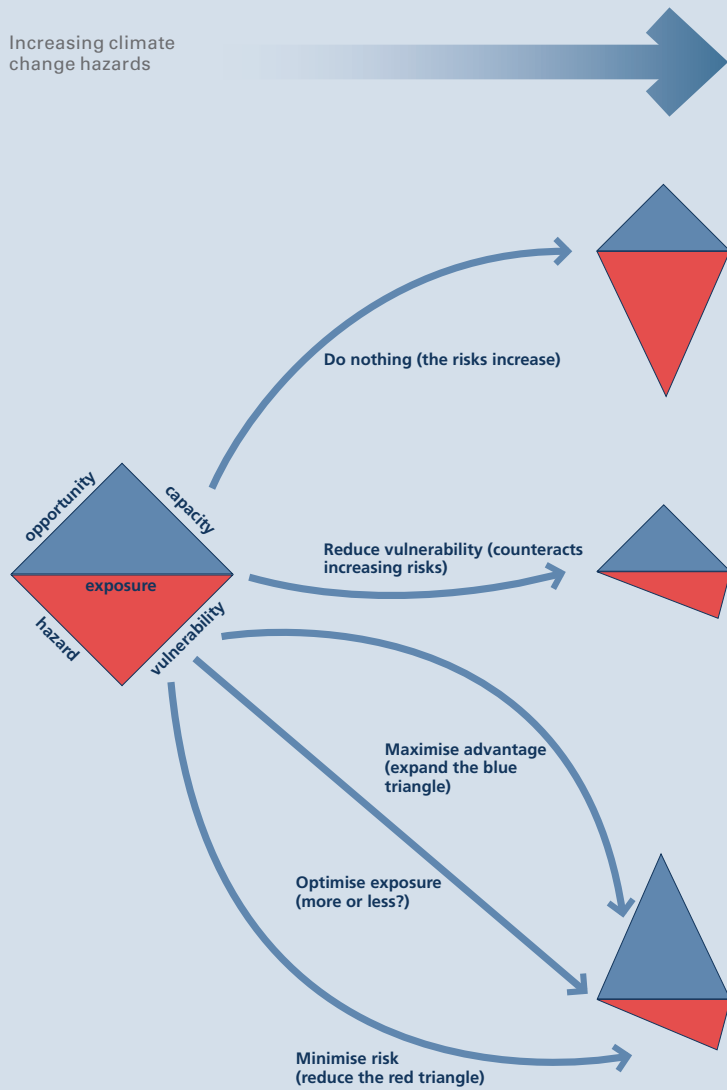 Increasing climate
change hazards
Do nothing (the risks increase)
opportunity
capacity
exposure
hazard
vulnerability
Reduce vulnerability (counteracts
increasing risks)
Maximise advantage
(expand the blue
triangle)
Optimise exposure
(more or less?)
Minimise risk
(reduce the red triangle)